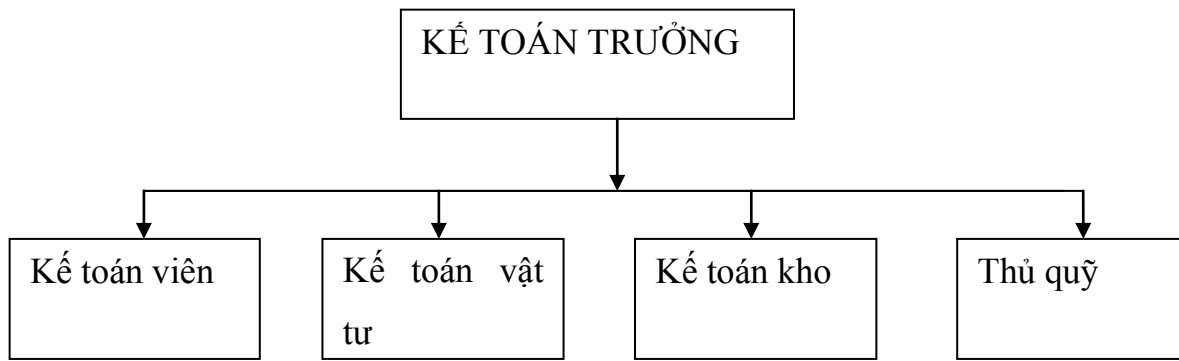 KẾ TOÁN TRƯỞNG
Kế toán viên
Kế toán vật
tư
Kế toán kho
Thủ quỹ